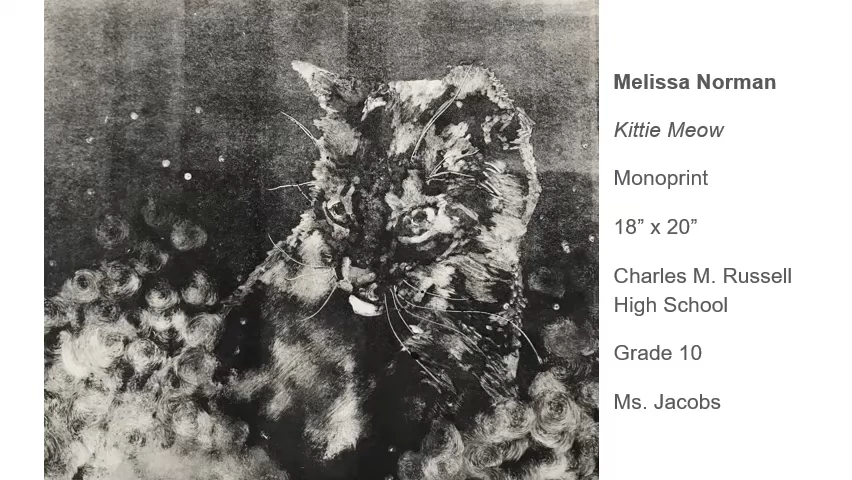 Melissa Norman
Kittie Meow
Monoprint
18” x 20”
Charles M. Russell
High School
Grade 10
Ms. Jacobs